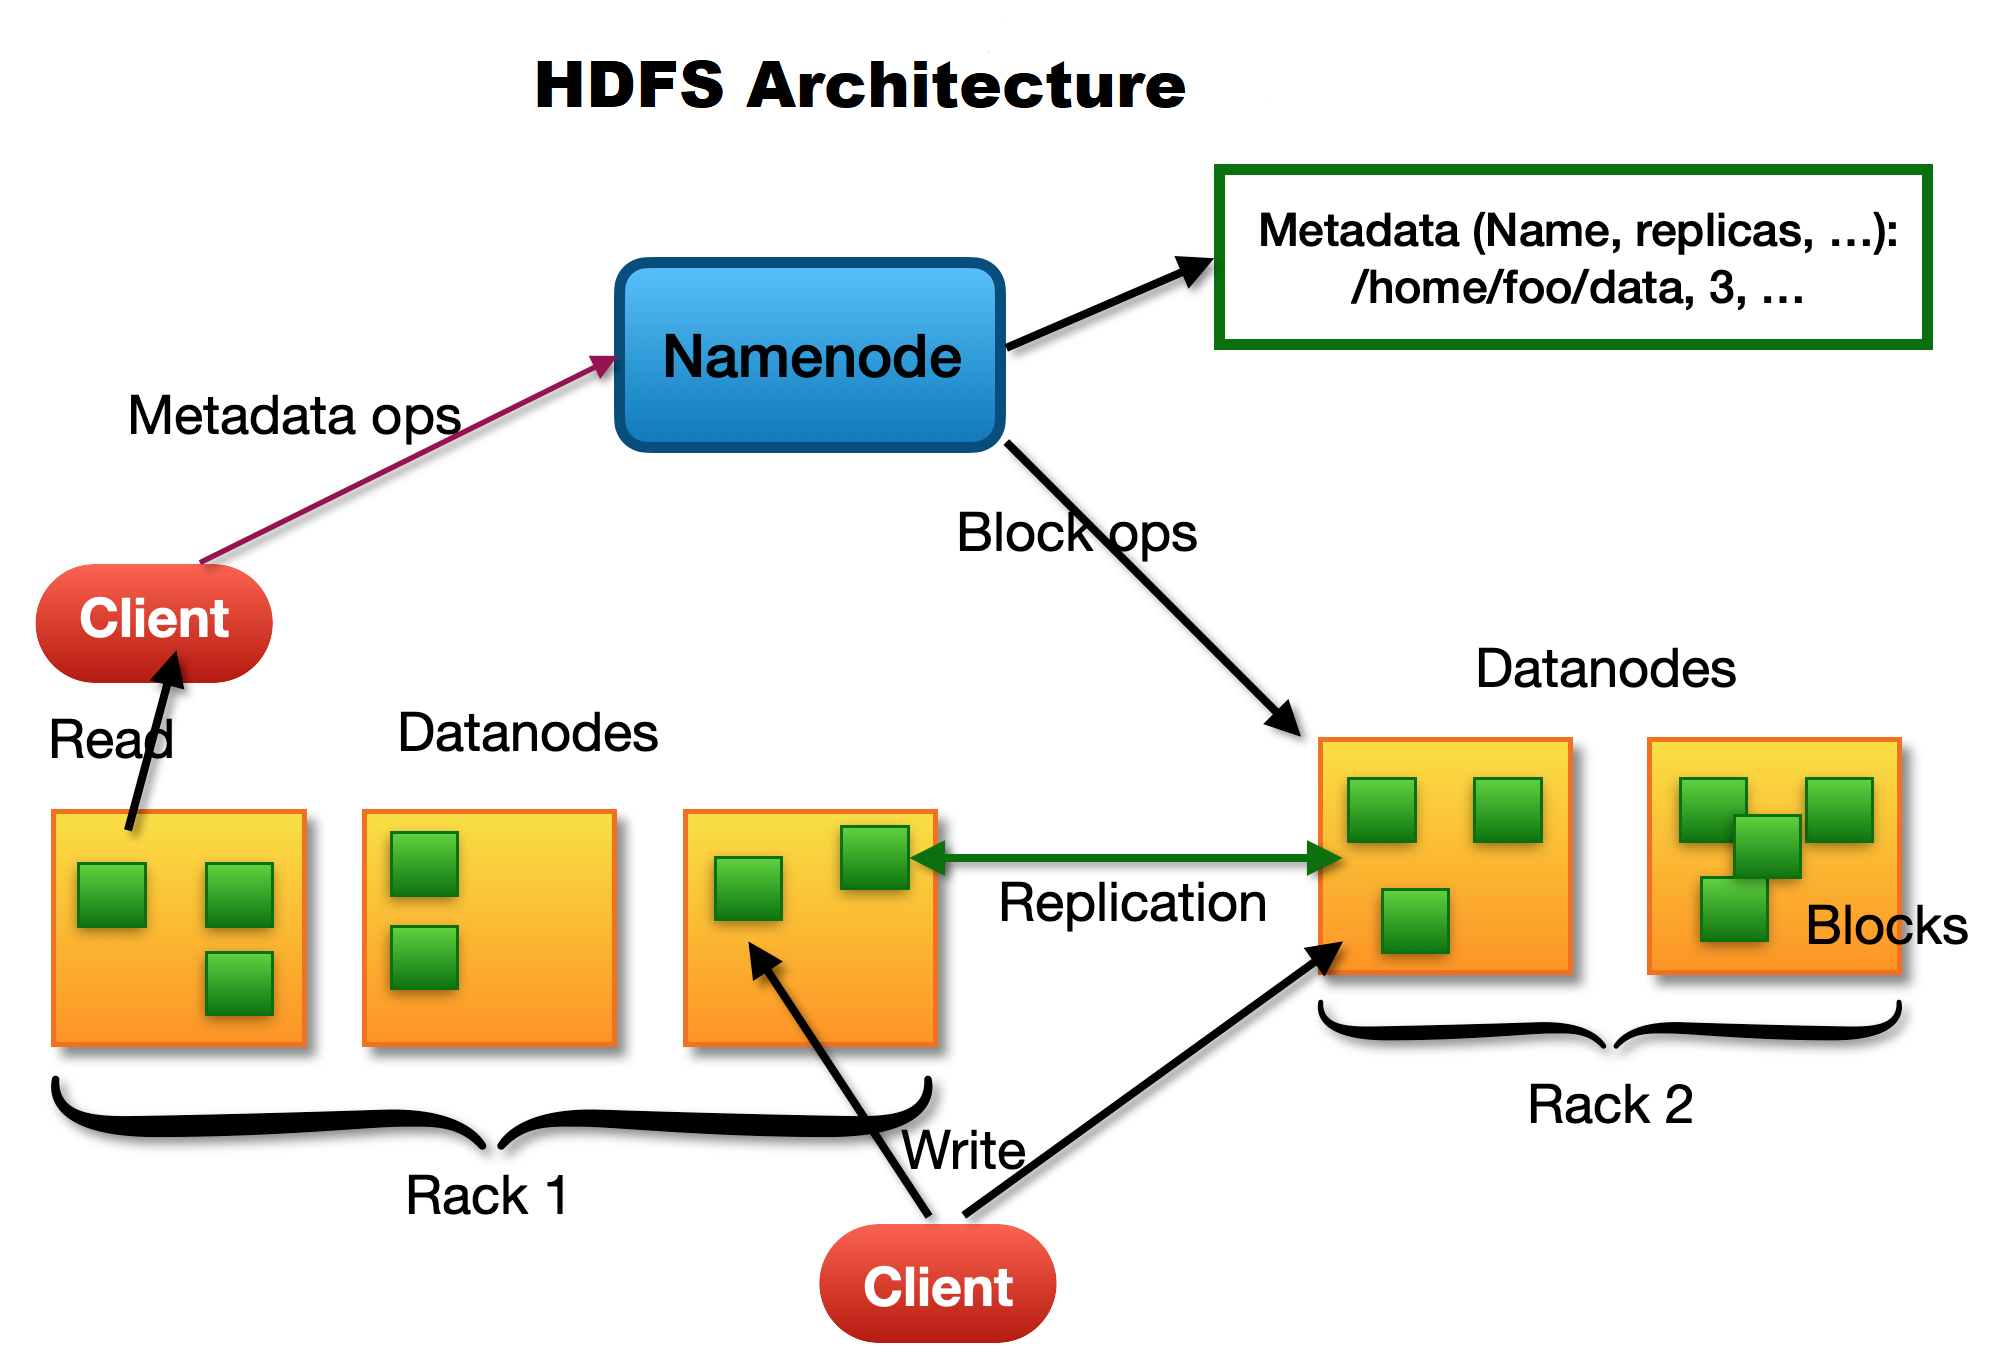 HDFS Architecture
Metadata (Name, replicas, …):
/home/foo/data, 3, …
Namenode
Metadata ops
Block ops
Client
Read
Datanodes
Datanodes
Replication
Blocks
Rack 1
Rack 2
Write
Client